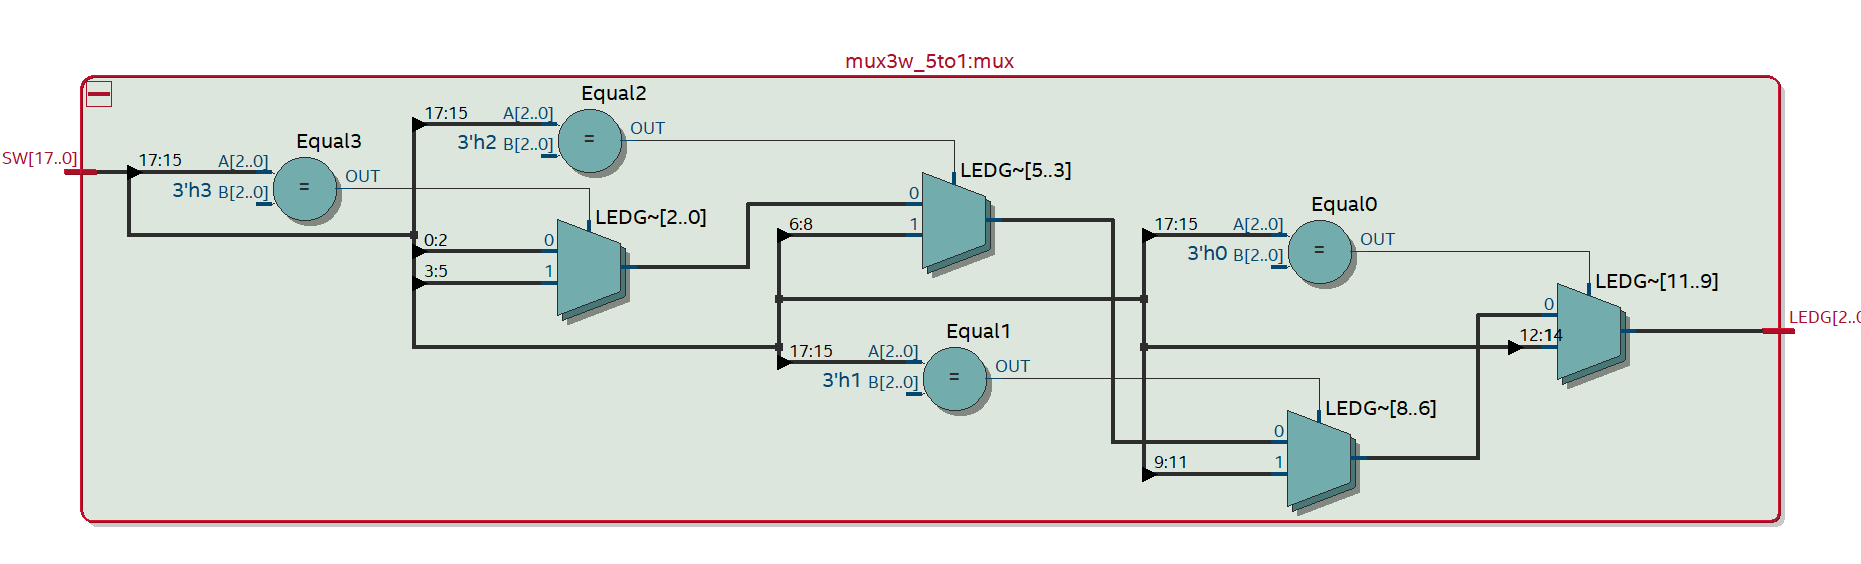 mux3w_5to1:mux
SW[17..0]
17:15
A[2..0]
3'h3
B[2..0]
Equal3
=
OUT
17:15
A[2..0]
3'h2
B[2..0]
Equal2
=
OUT
0:2
0
3:5
1
LEDG~[2..0]
6:8
0
1
LEDG~[5..3]
17:15
A[2..0]
3'h1
B[2..0]
Equal1
=
OUT
17:15
A[2..0]
3'h0
B[2..0]
Equal0
=
OUT
9:11
0
1
LEDG~[8..6]
12:14
0
1
LEDG~[11..9]
LEDG[2..0